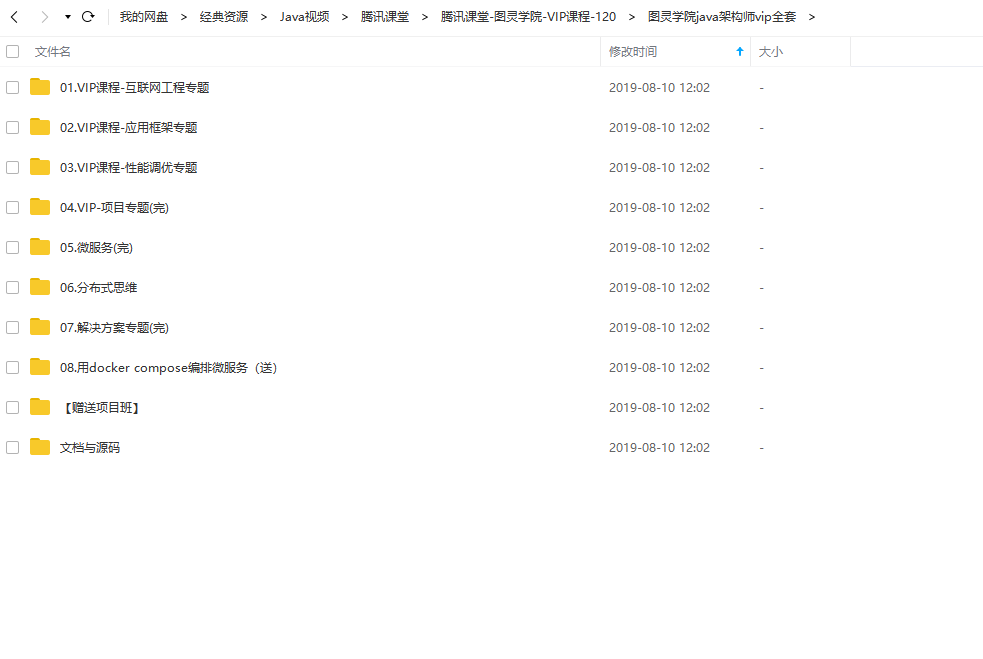 我的网盘 > 经典资源 > Java视频 > 腾讯课堂 > 腾讯课堂-图灵学院-VIP课程-120 > 图灵学院java架构师vip全套 >
文件名 修改时间 大小
01.VIP课程-互联网工程专题 2019-08-10 12:02 -
02.VIP课程-应用框架专题 2019-08-10 12:02 -
03.VIP课程-性能调优专题 2019-08-10 12:02 -
04.VIP-项目专题(完) 2019-08-10 12:02 -
05.微服务(完) 2019-08-10 12:02 -
06.分布式思维 2019-08-10 12:02 -
07.解决方案专题(完) 2019-08-10 12:02 -
08.用docker compose编排微服务（送） 2019-08-10 12:02 -
【赠送项目班】 2019-08-10 12:02 -
文档与源码 2019-08-10 12:02 -